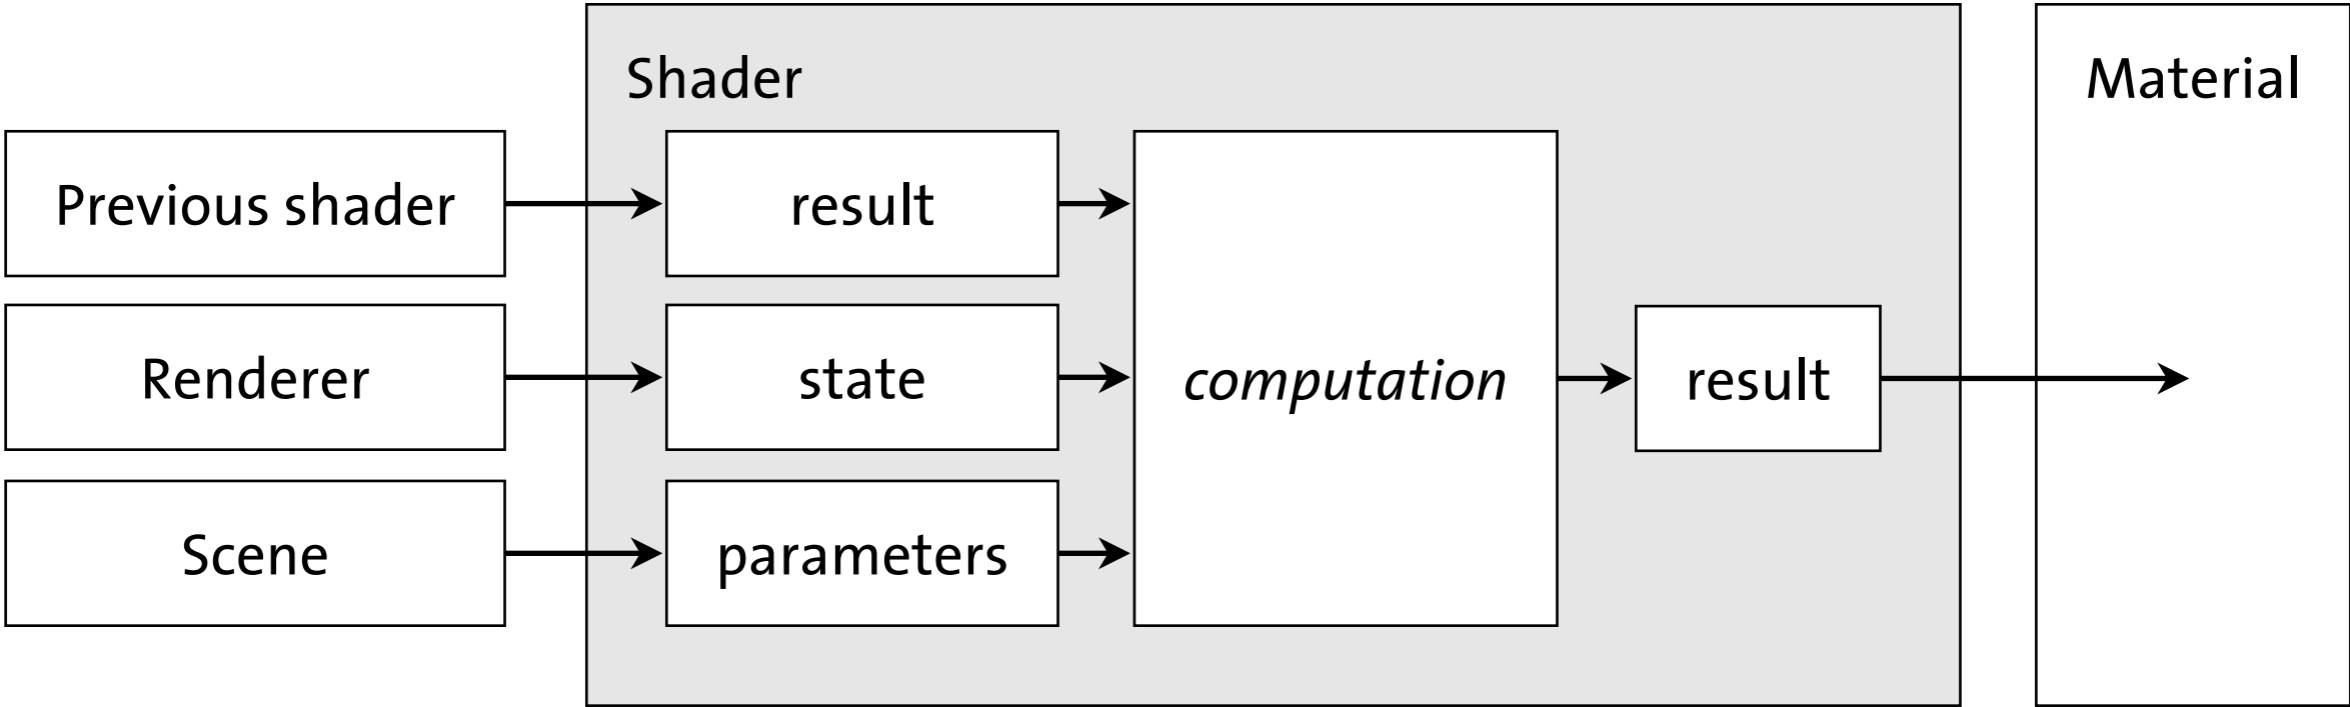 Shader
Material
Previous shader
result
Renderer
state
computation
result
Scene
parameters